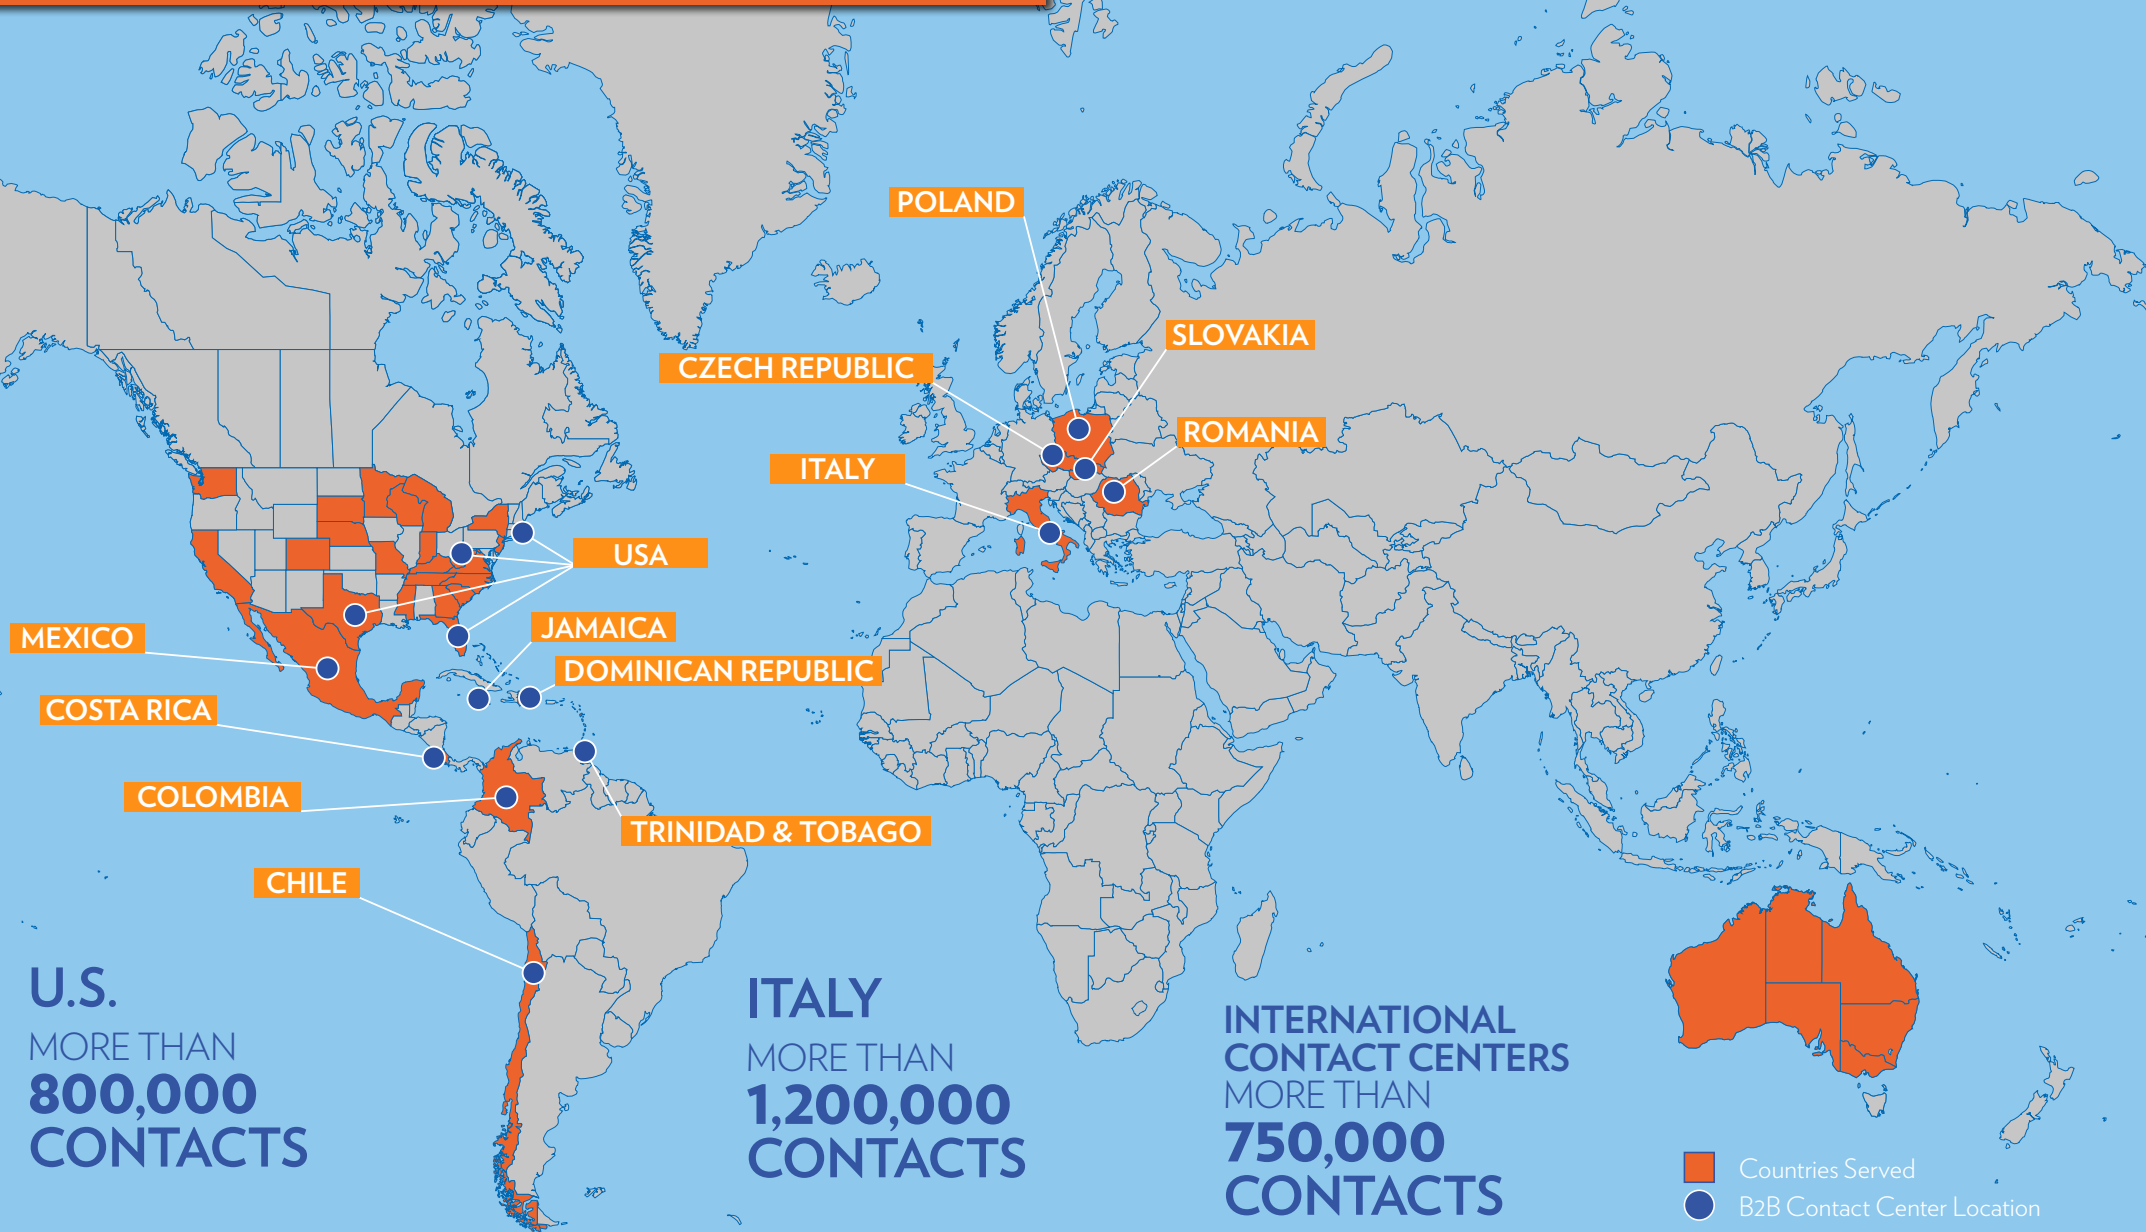 POLAND
SLOVAKIA
CZECH REPUBLIC
ROMANIA
ITALY
USA
JAMAICA
MEXICO
DOMINICAN REPUBLIC
COSTA RICA
COLOMBIA
TRINIDAD & TOBAGO
CHILE
U.S.
MORE THAN
800,000
CONTACTS
ITALY
MORE THAN
1,200,000
CONTACTS
INTERNATIONAL
CONTACT CENTERS
MORE THAN
750,000
CONTACTS
Countries Served
B2B Contact Center Location